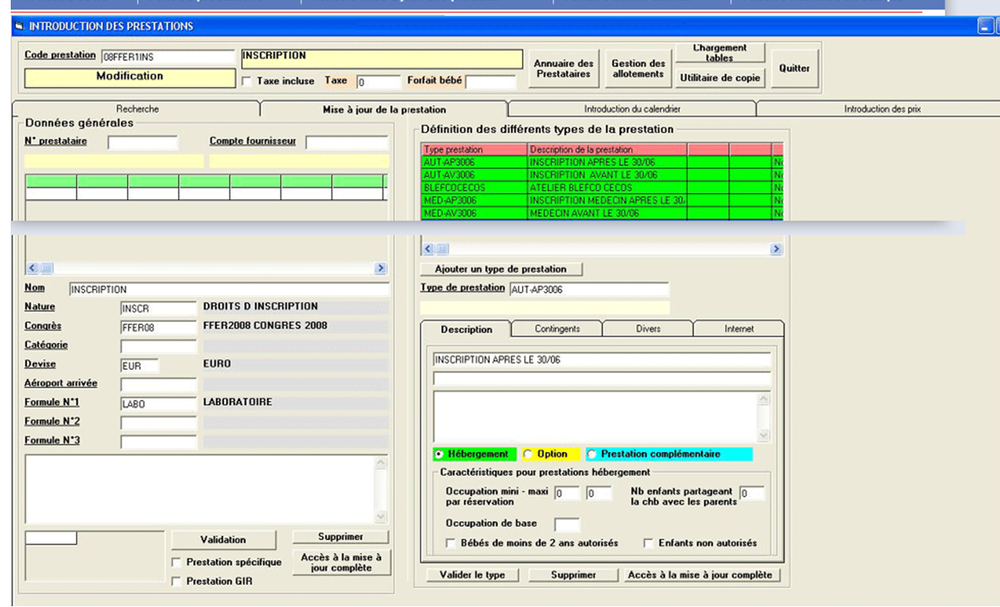 INTRODUCTION DES PRESTATIONS
Code prestation 08FFER1INS INSCRIPTION
Modification
Taxe incluse Taxe 0 Forfait bébé
Annuaire des Prestataires
Gestion des allotements
Chargement tables
Utilitaire de copie
Quitter
Recherche Mise à jour de la prestation Introduction du calendrier Introduction des prix
Données générales
N° prestataire Compte fournisseur
Nom INSCRIPTION
Nature INSCR DROITS D INSCRIPTION
Congrès FFER08 FFER2008 CONGRES 2008
Catégorie
Devise EUR EURO
Aéroport arrivée
Formule N°1 LABO LABORATOIRE
Formule N°2
Formule N°3
Validation Supprimer
Prestation spécifique
Accès à la mise à jour complète
Prestation GIR
Définition des différents types de la prestation
Type prestation Description de la prestation
AUT-AP3006 INSCRIPTION APRES LE 30/06
AUT-AV3006 INSCRIPTION AVANT LE 30/06
BLEFCOCECOS ATELIER BLEFCO CECOS
MED-AP3006 INSCRIPTION MEDECIN APRES LE 30/
MED-AV3006 MEDECIN AVANT LE 30/06
Ajouter un type de prestation
Type de prestation AUT-AP3006
Description Contingents Divers Internet
INSCRIPTION APRES LE 30/06
Hébergement Option Prestation complémentaire
Caractéristiques pour prestations hébergement
Occupation mini - maxi par réservation 0 0
Nb enfants partageant la chb avec les parents 0
Occupation de base
Bébés de moins de 2 ans autorisés Enfants non autorisés
Valider le type Supprimer Accès à la mise à jour complète